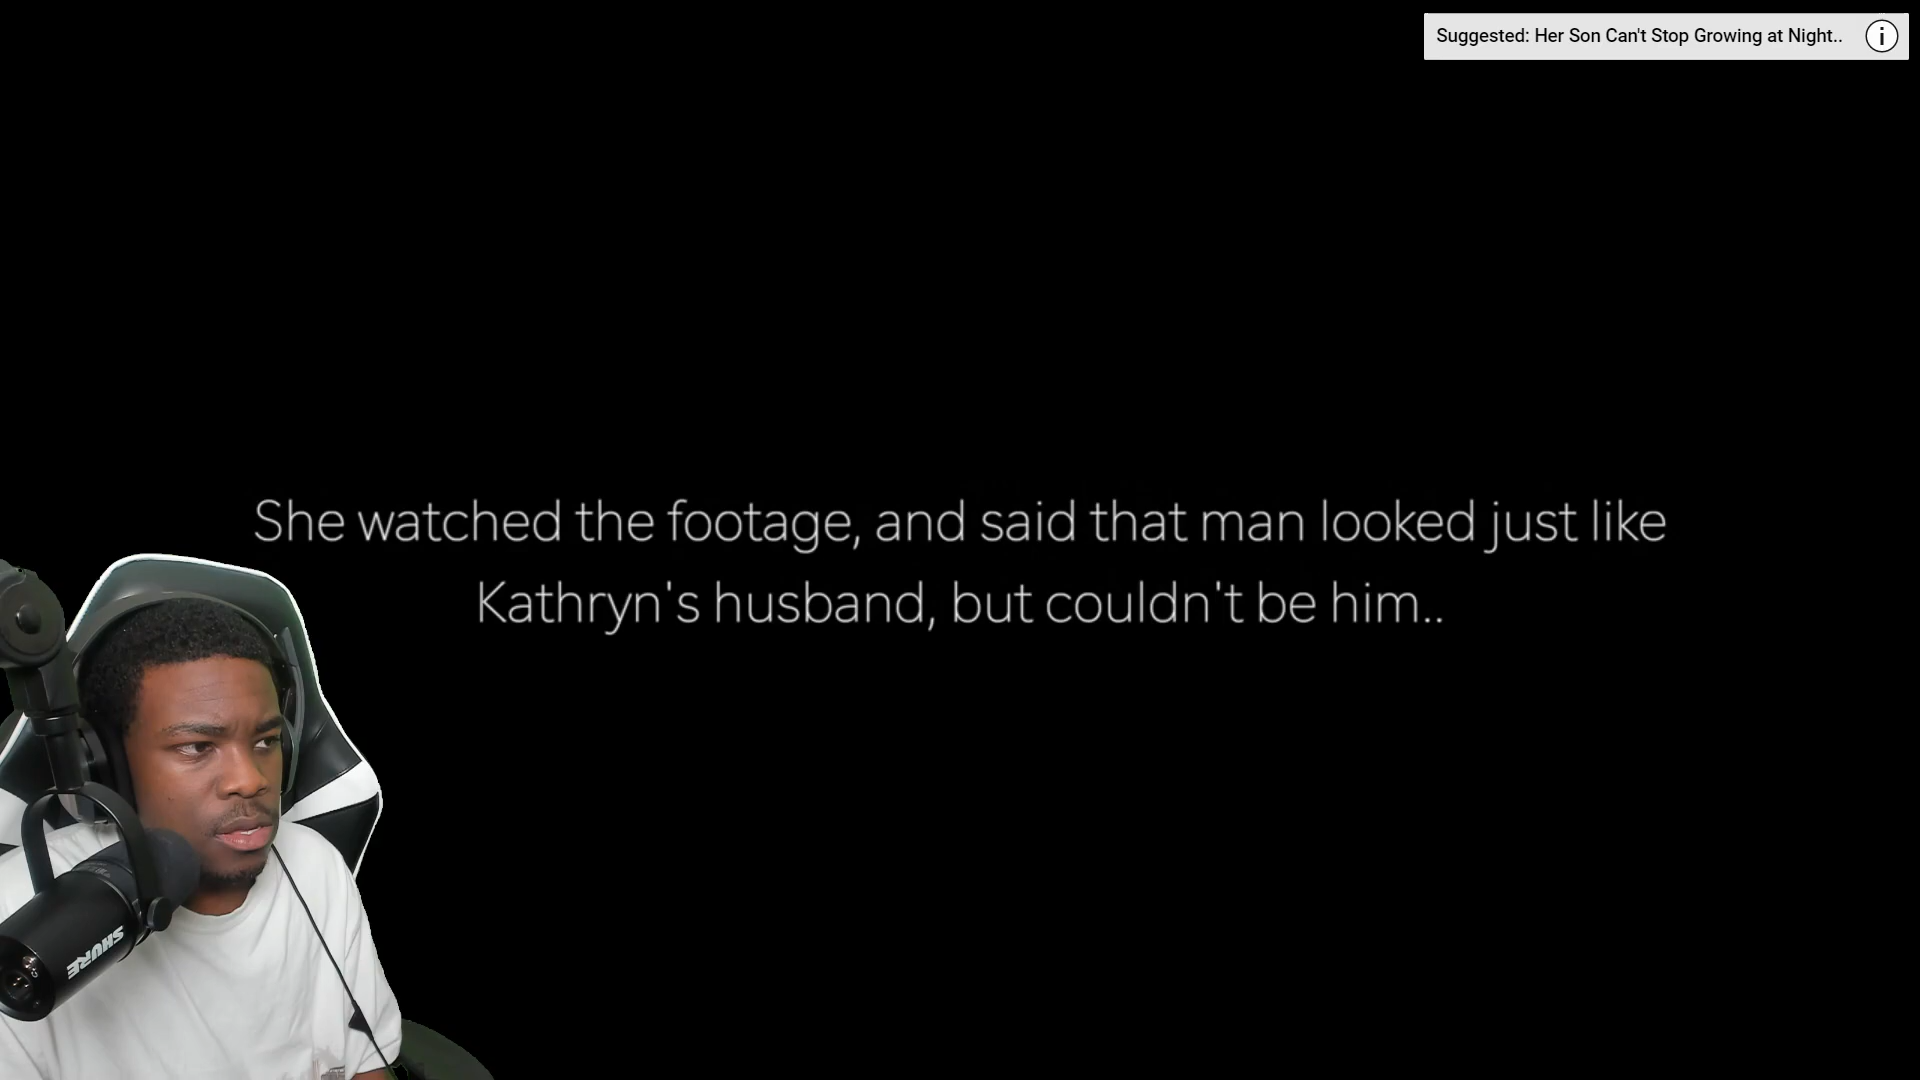 Suggested: Her Son Can't Stop Growing at Night..
She watched the footage, and said that man looked just like
Kathryn's husband, but couldn't be him..
SHURE